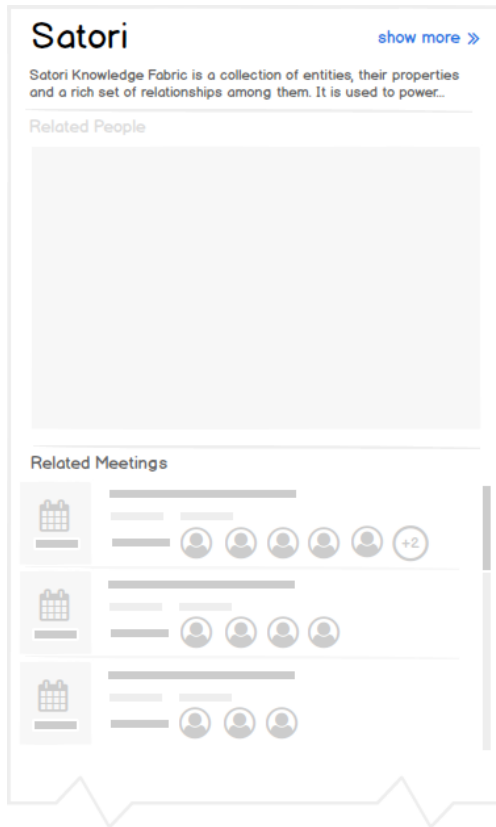 Satori
show more »
Satori Knowledge Fabric is a collection of entities, their properties
and a rich set of relationships among them. It is used to power...
Related People
Related Meetings
+2